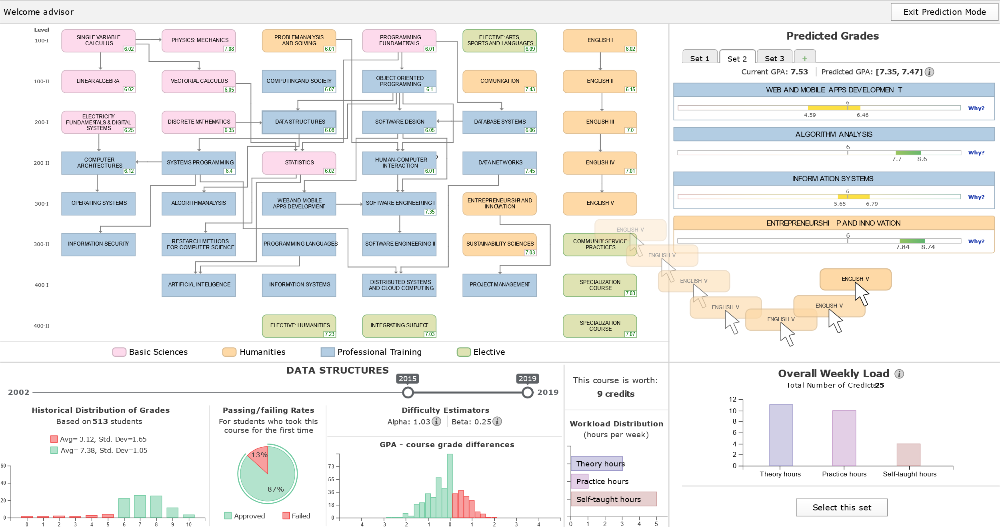 Welcome advisor
Exit Prediction Mode
Level
100-I
SINGLE VARIABLE
CALCULUS
6.02
PHYSICS: MECHANICS
7.08
PROBLEM ANALYSIS
AND SOLVING
6.01
PROGRAMMING
FUNDAMENTALS
6.01
ELECTIVE: ARTS,
SPORTS AND LANGUAGES
6.09
ENGLISH I
6.02
100-II
LINEAR ALGEBRA
6.02
VECTORIAL CALCULUS
6.05
COMPUTING AND SOCIETY
6.07
OBJECT ORIENTED
PROGRAMMING
6.1
COMUNICATION
7.43
ENGLISH II
6.15
200-I
ELECTRICITY
FUNDAMENTALS & DIGITAL
SYSTEMS
6.25
DISCRETE MATHEMATICS
6.35
DATA STRUCTURES
6.08
SOFTWARE DESIGN
6.05
DATABASE SYSTEMS
6.06
ENGLISH III
7.0
200-II
COMPUTER
ARCHITECTURES
6.12
SYSTEMS PROGRAMMING
6.4
STATISTICS
6.02
HUMAN-COMPUTER
INTERACTION
6.01
DATA NETWORKS
7.45
ENGLISH IV
7.01
300-I
OPERATING SYSTEMS
ALGORITHM ANALYSIS
WEB AND MOBILE
APPS DEVELOPMENT
SOFTWARE ENGINEERING I
7.35
ENTREPRENEURSHIP AND
INNOVATION
ENGLISH V
300-II
INFORMATION SECURITY
RESEARCH METHODS
FOR COMPUTER SCIENCE
PROGRAMMING LANGUAGES
SOFTWARE ENGINEERING II
SUSTAINABILITY SCIENCES
7.03
COMMUNITY SERVICE
PRACTICES
400-I
ARTIFICIAL INTELIGENCE
INFORMATION SYSTEMS
DISTRIBUTED SYSTEMS
AND CLOUD COMPUTING
PROJECT MANAGEMENT
SPECIALIZATION
COURSE
7.03
400-II
ELECTIVE: HUMANITIES
7.23
INTEGRATING SUBJECT
7.03
SPECIALIZATION
COURSE
7.07
Basic Sciences
Humanities
Professional Training
Elective
Predicted Grades
Set 1
Set 2
Set 3
+
Current GPA: 7.53
Predicted GPA: [7.35, 7.47] i
WEB AND MOBILE APPS DEVELOPMENT
6
4.59
6.46
Why?
ALGORITHM ANALYSIS
6
7.7
8.6
Why?
INFORMATION SYSTEMS
6
5.65
6.79
Why?
ENTREPRENEURSHIP AND INNOVATION
6
7.84
8.74
Why?
ENGLISH V
ENGLISH V
ENGLISH V
ENGLISH V
ENGLISH V
ENGLISH V
ENGLISH V
DATA STRUCTURES
2002
2015
2019
2019
Historical Distribution of Grades
Based on 513 students
Avg= 3.12, Std. Dev=1.65
Avg= 7.38, Std. Dev=1.05
60
40
20
0
0 1 2 3 4 5 6 7 8 9 10
Passing/failing Rates
For students who took this
course for the first time
13%
87%
Approved
Failed
Difficulty Estimators
Alpha: 1.03 i
Beta: 0.25 i
GPA - course grade differences
73
55
36
18
0
-4 -3 -2 -1 0 1 2 3 4
This course is worth:
9 credits
Workload Distribution
(hours per week)
Theory hours
Practice hours
Self-taught hours
0 1 2 3 4 5
Overall Weekly Load i
Total Number of Credicts 25
12
10
8
6
4
2
0
Theory hours
Practice hours
Self-taught hours
Select this set